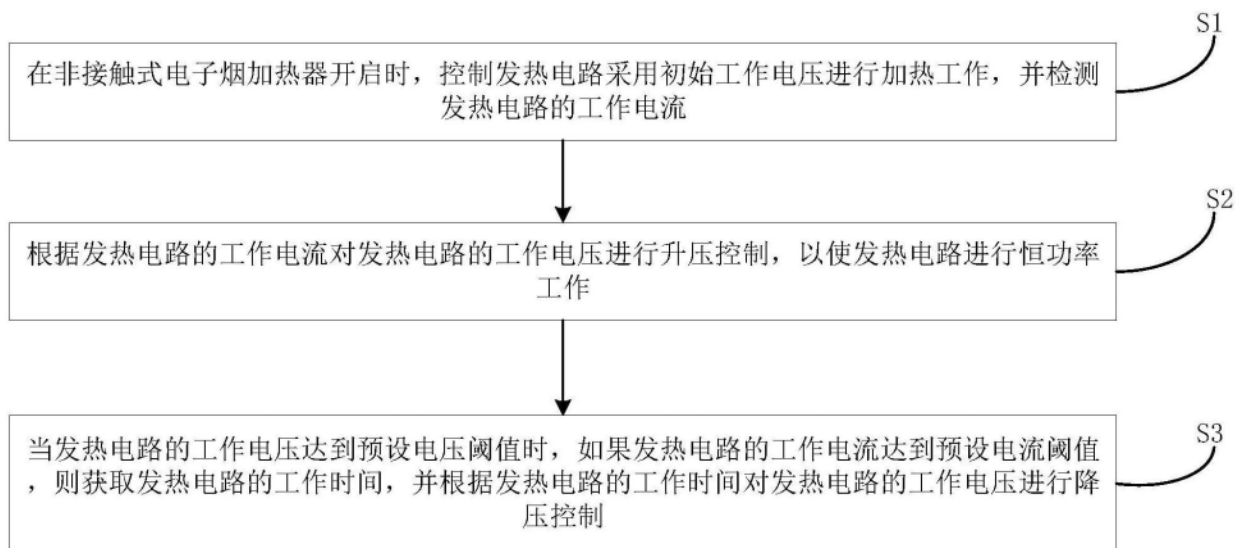 S1
在非接触式电子烟加热器开启时，控制发热电路采用初始工作电压进行加热工作，并检测
发热电路的工作电流
S2
根据发热电路的工作电流对发热电路的工作电压进行升压控制，以使发热电路进行恒功率
工作
S3
当发热电路的工作电压达到预设电压阈值时，如果发热电路的工作电流达到预设电流阈值
，则获取发热电路的工作时间，并根据发热电路的工作时间对发热电路的工作电压进行降
压控制